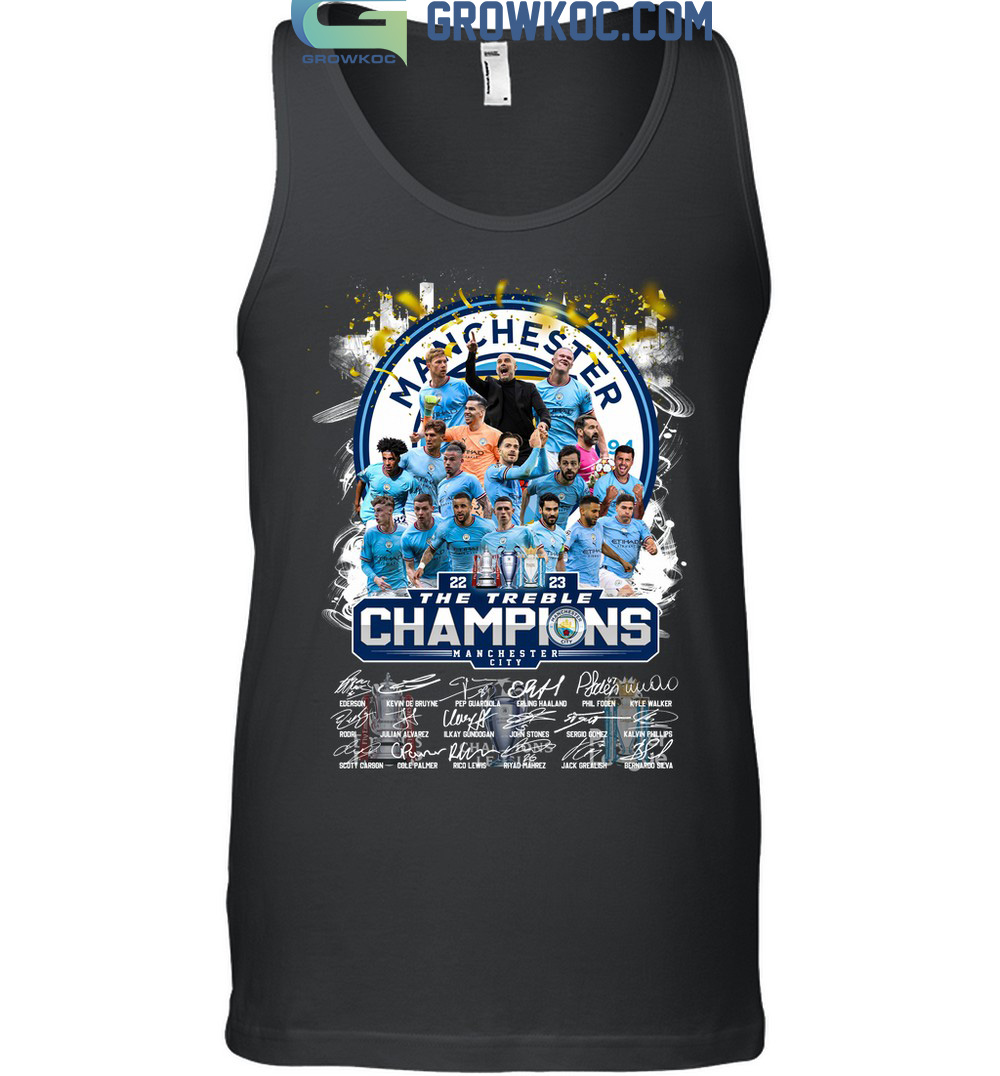 GROWKOC.COM
GROWKOC
MANCHESTER
94
ETIHAD
22 23
THE TREBLE
CHAMPIONS
MANCHESTER
CITY
EDERSON KEVIN DE BRUYNE PEP GUARDIOLA ERLING HAALAND PHIL FODEN KYLE WALKER
RODRI JULIAN ALVAREZ ILKAY GUNDOGAN JOHN STONES SERGIO GOMEZ KALVIN PHILLIPS
SCOTT CARSON COLE PALMER RICO LEWIS RIYAD MAHREZ JACK GREALISH BERNARDO SILVA